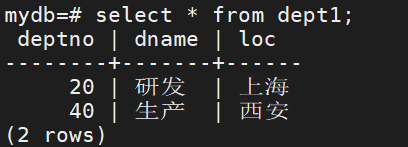 mydb=# select * from dept1;
 deptno | dname | loc
--------+-------+------
     20 | 研发  | 上海
     40 | 生产  | 西安
(2 rows)